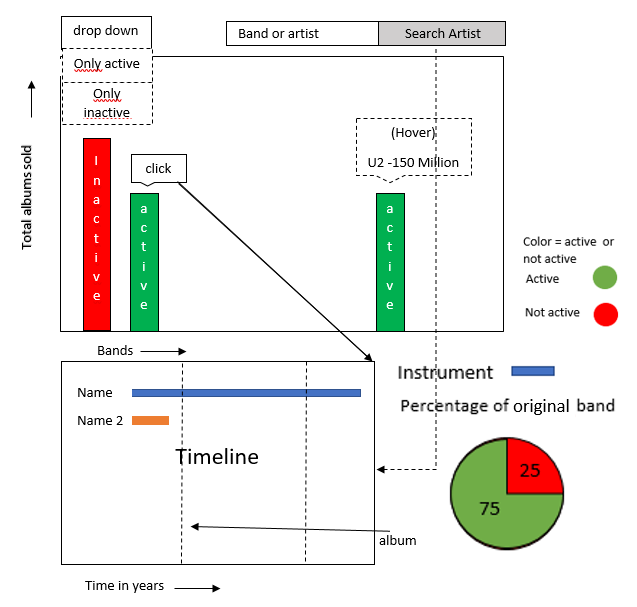 drop down
Band or artist
Search Artist
Only active
Only
inactive
(Hover)
U2 -150 Million
click
Inactive
active
active
Total albums sold
Color = active or
not active
Active
Not active
Bands
Instrument
Name
Percentage of original band
Name 2
Timeline
25
75
album
Time in years